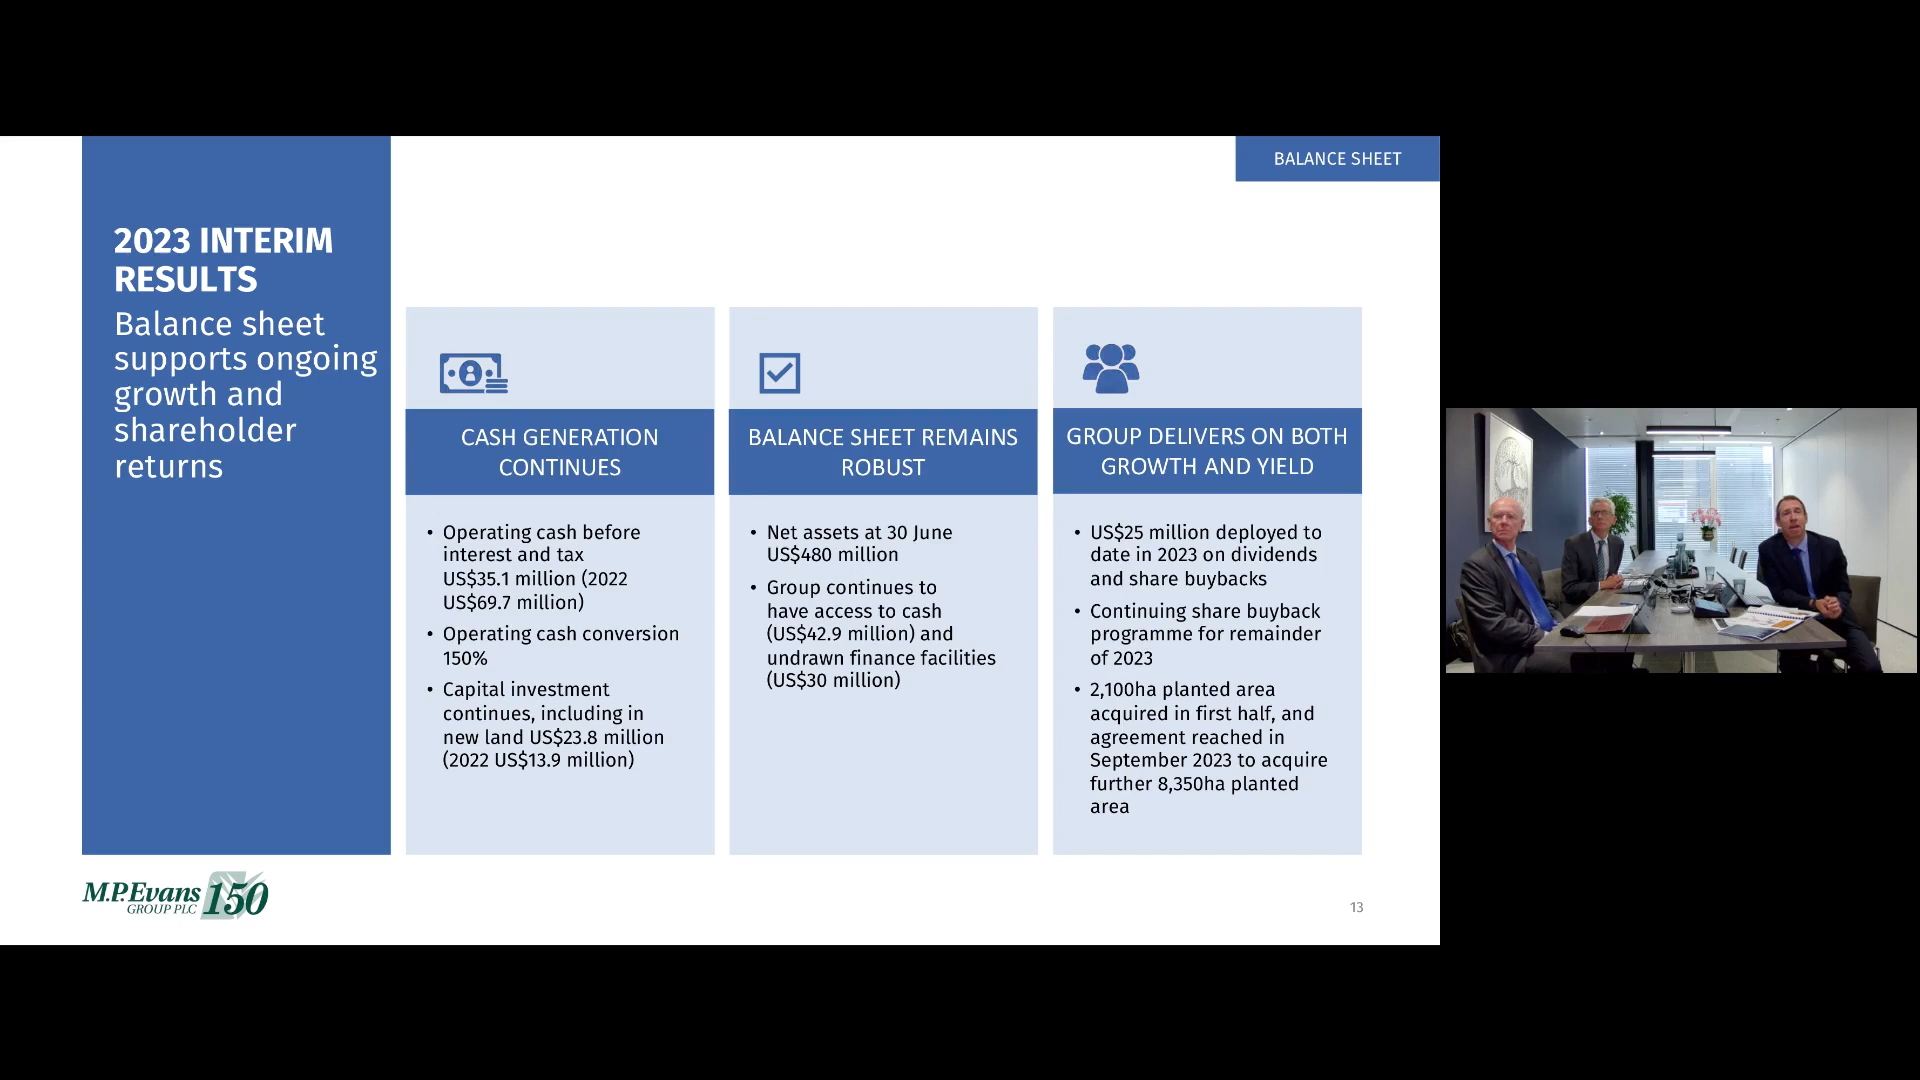 BALANCE SHEET
2023 INTERIM
RESULTS
Balance sheet
supports ongoing
growth and
shareholder
returns
CASH GENERATION
CONTINUES
• Operating cash before
interest and tax
US$35.1 million (2022
US$69.7 million)
• Operating cash conversion
150%
• Capital investment
continues, including in
new land US$23.8 million
(2022 US$13.9 million)
BALANCE SHEET REMAINS
ROBUST
• Net assets at 30 June
US$480 million
• Group continues to
have access to cash
(US$42.9 million) and
undrawn finance facilities
(US$30 million)
GROUP DELIVERS ON BOTH
GROWTH AND YIELD
• US$25 million deployed to
date in 2023 on dividends
and share buybacks
• Continuing share buyback
programme for remainder
of 2023
• 2,100ha planted area
acquired in first half, and
agreement reached in
September 2023 to acquire
further 8,350ha planted
area
M.P.Evans 150
GROUP PLC
13